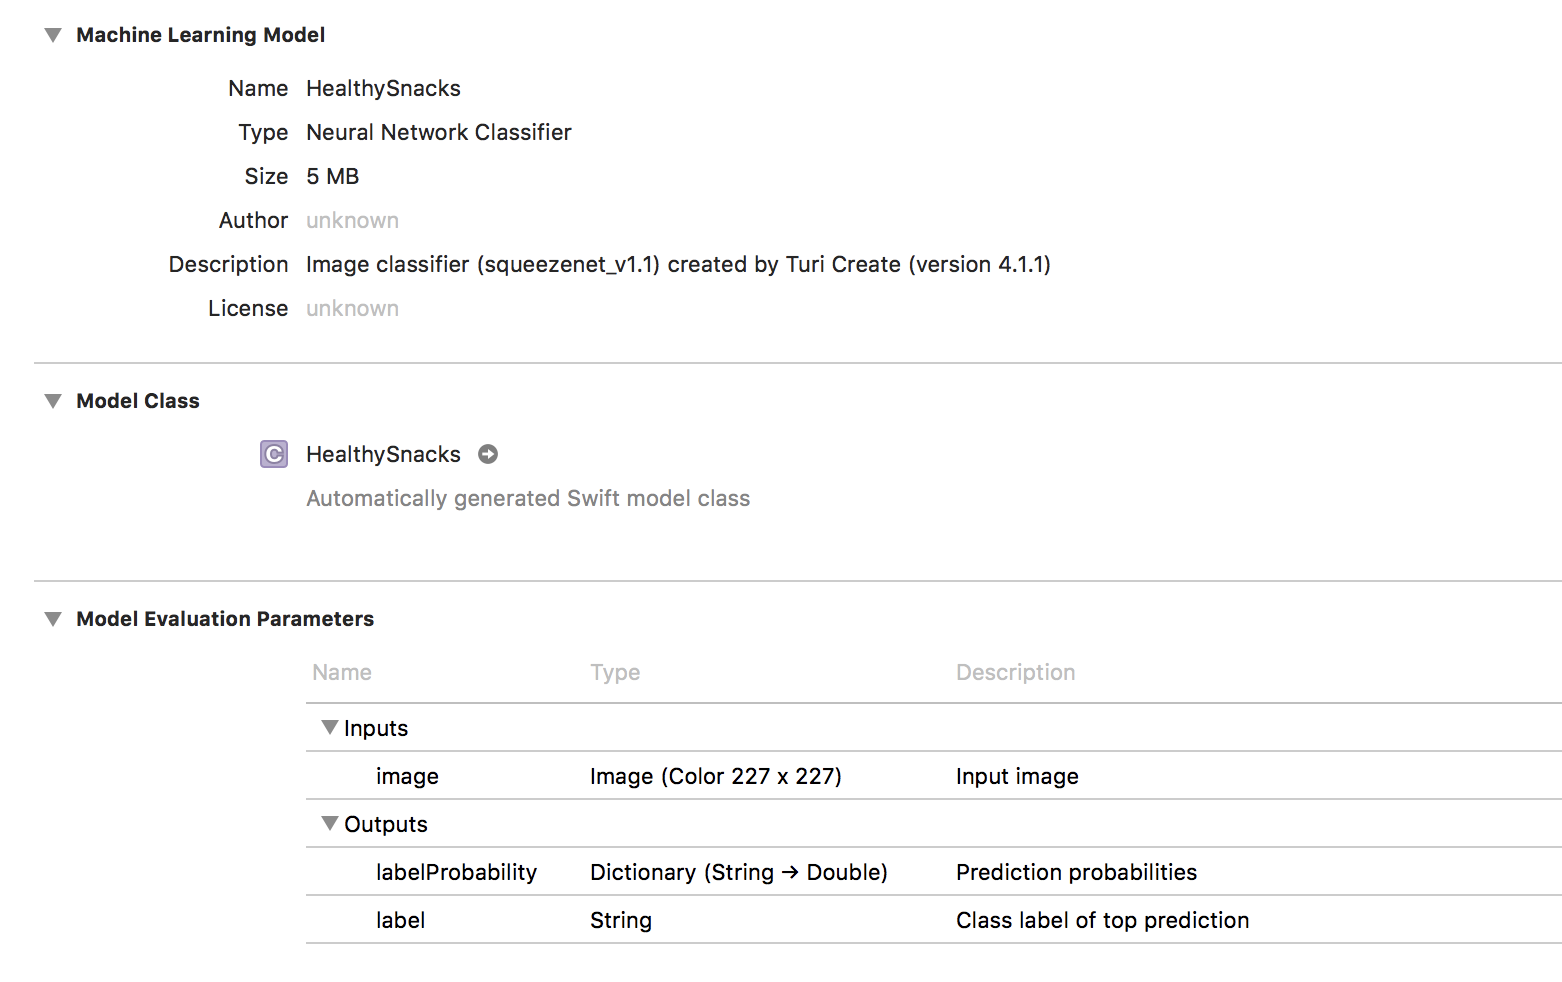 Machine Learning Model
Name HealthySnacks
Type Neural Network Classifier
Size 5 MB
Author unknown
Description Image classifier (squeezenet_v1.1) created by Turi Create (version 4.1.1)
License unknown
Model Class
C HealthySnacks
Automatically generated Swift model class
Model Evaluation Parameters
Name Type Description
Inputs
image Image (Color 227 x 227) Input image
Outputs
labelProbability Dictionary (String → Double) Prediction probabilities
label String Class label of top prediction